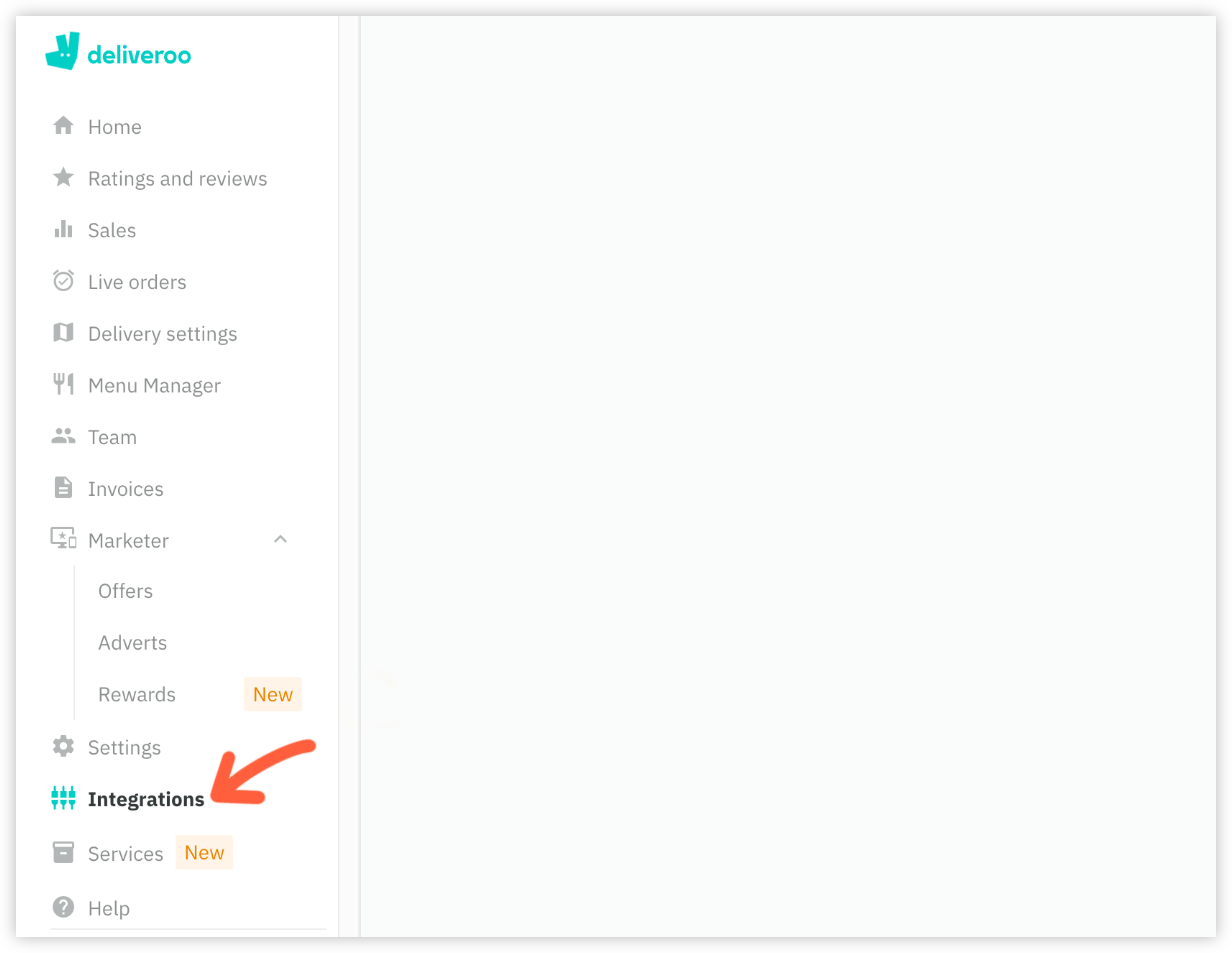 deliveroo
Home
Ratings and reviews
Sales
Live orders
Delivery settings
Menu Manager
Team
Invoices
Marketer
Offers
Adverts
Rewards New
Settings
Integrations
Services New
Help